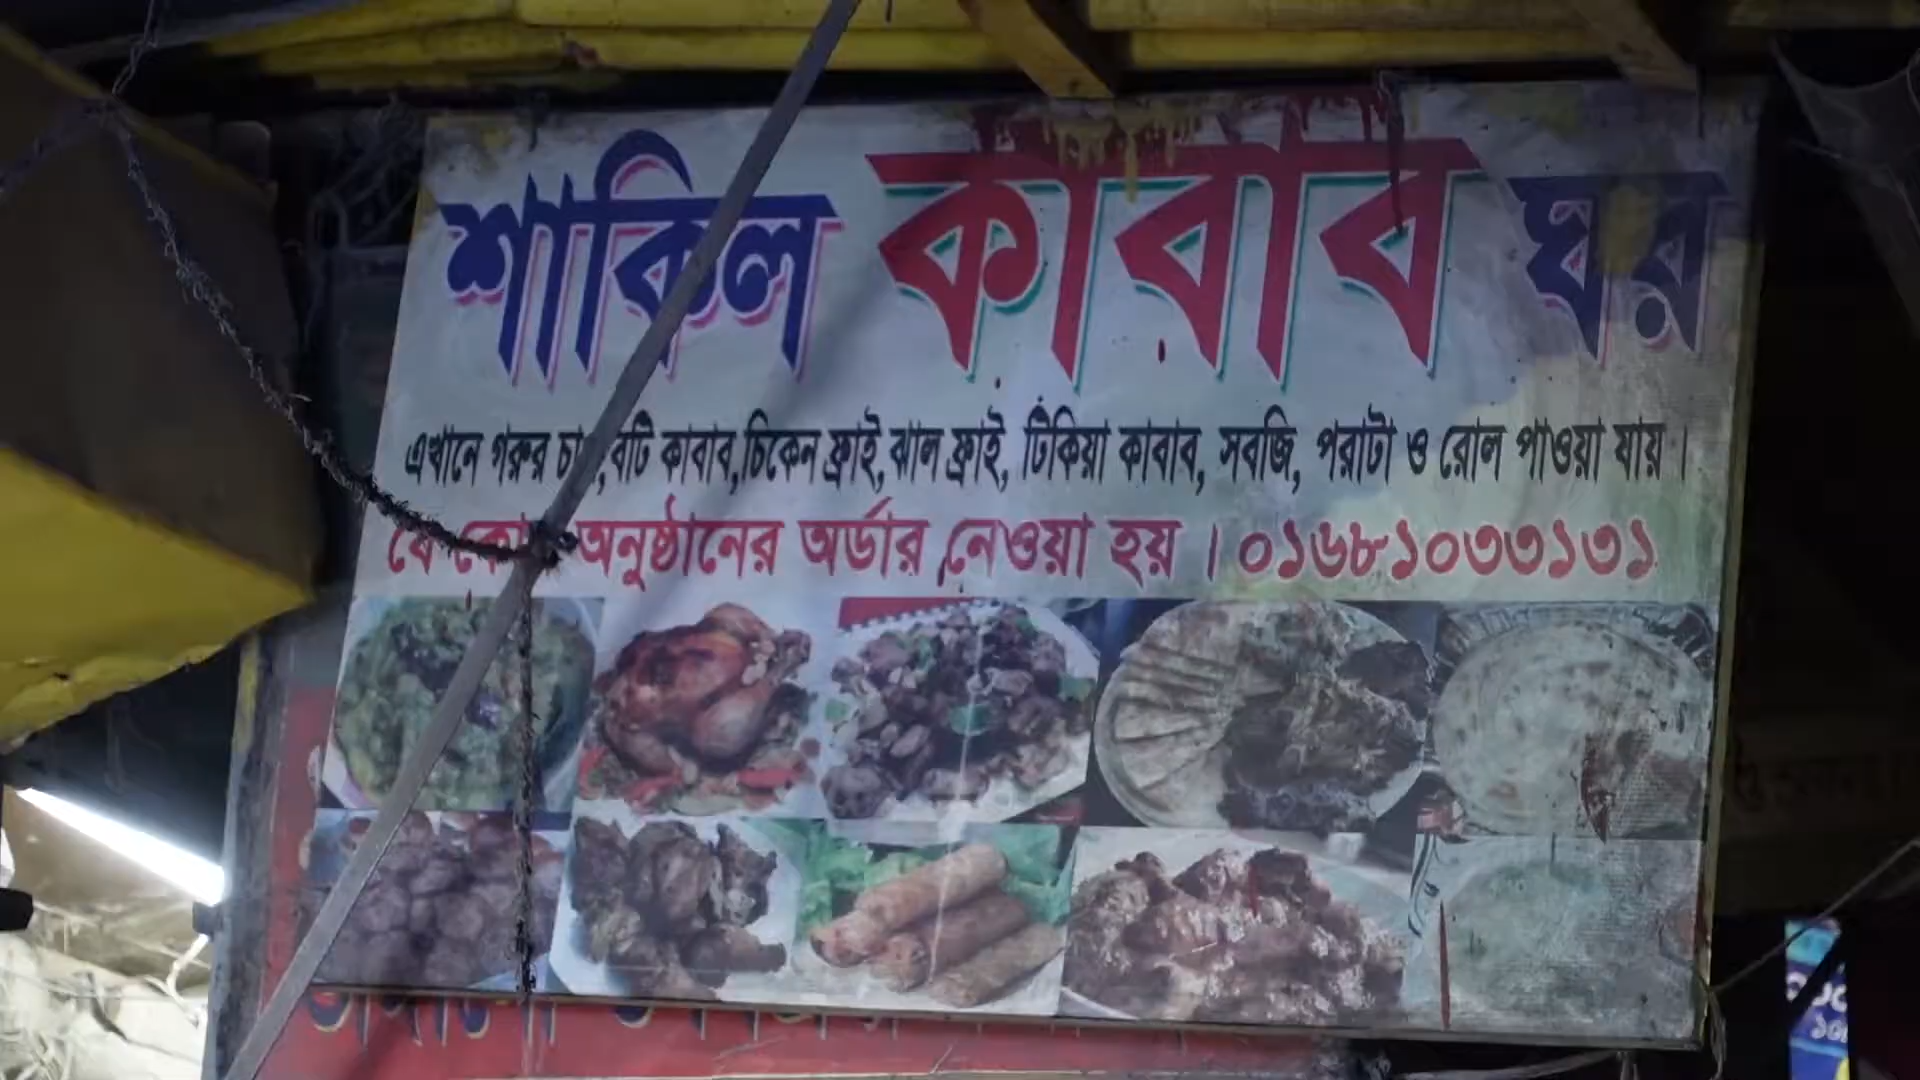 শাকিল কাবাব ঘর
এখানে গরুর বটি কাবাব, চিকেন ফ্রাই, ঝাল ফ্রাই, টিকিয়া কাবাব, সবজি, পরাটা ও রোল পাওয়া যায়।
যে অনুষ্ঠানের অর্ডার নেওয়া হয়। ০১৬৮১০৩৩১৩১